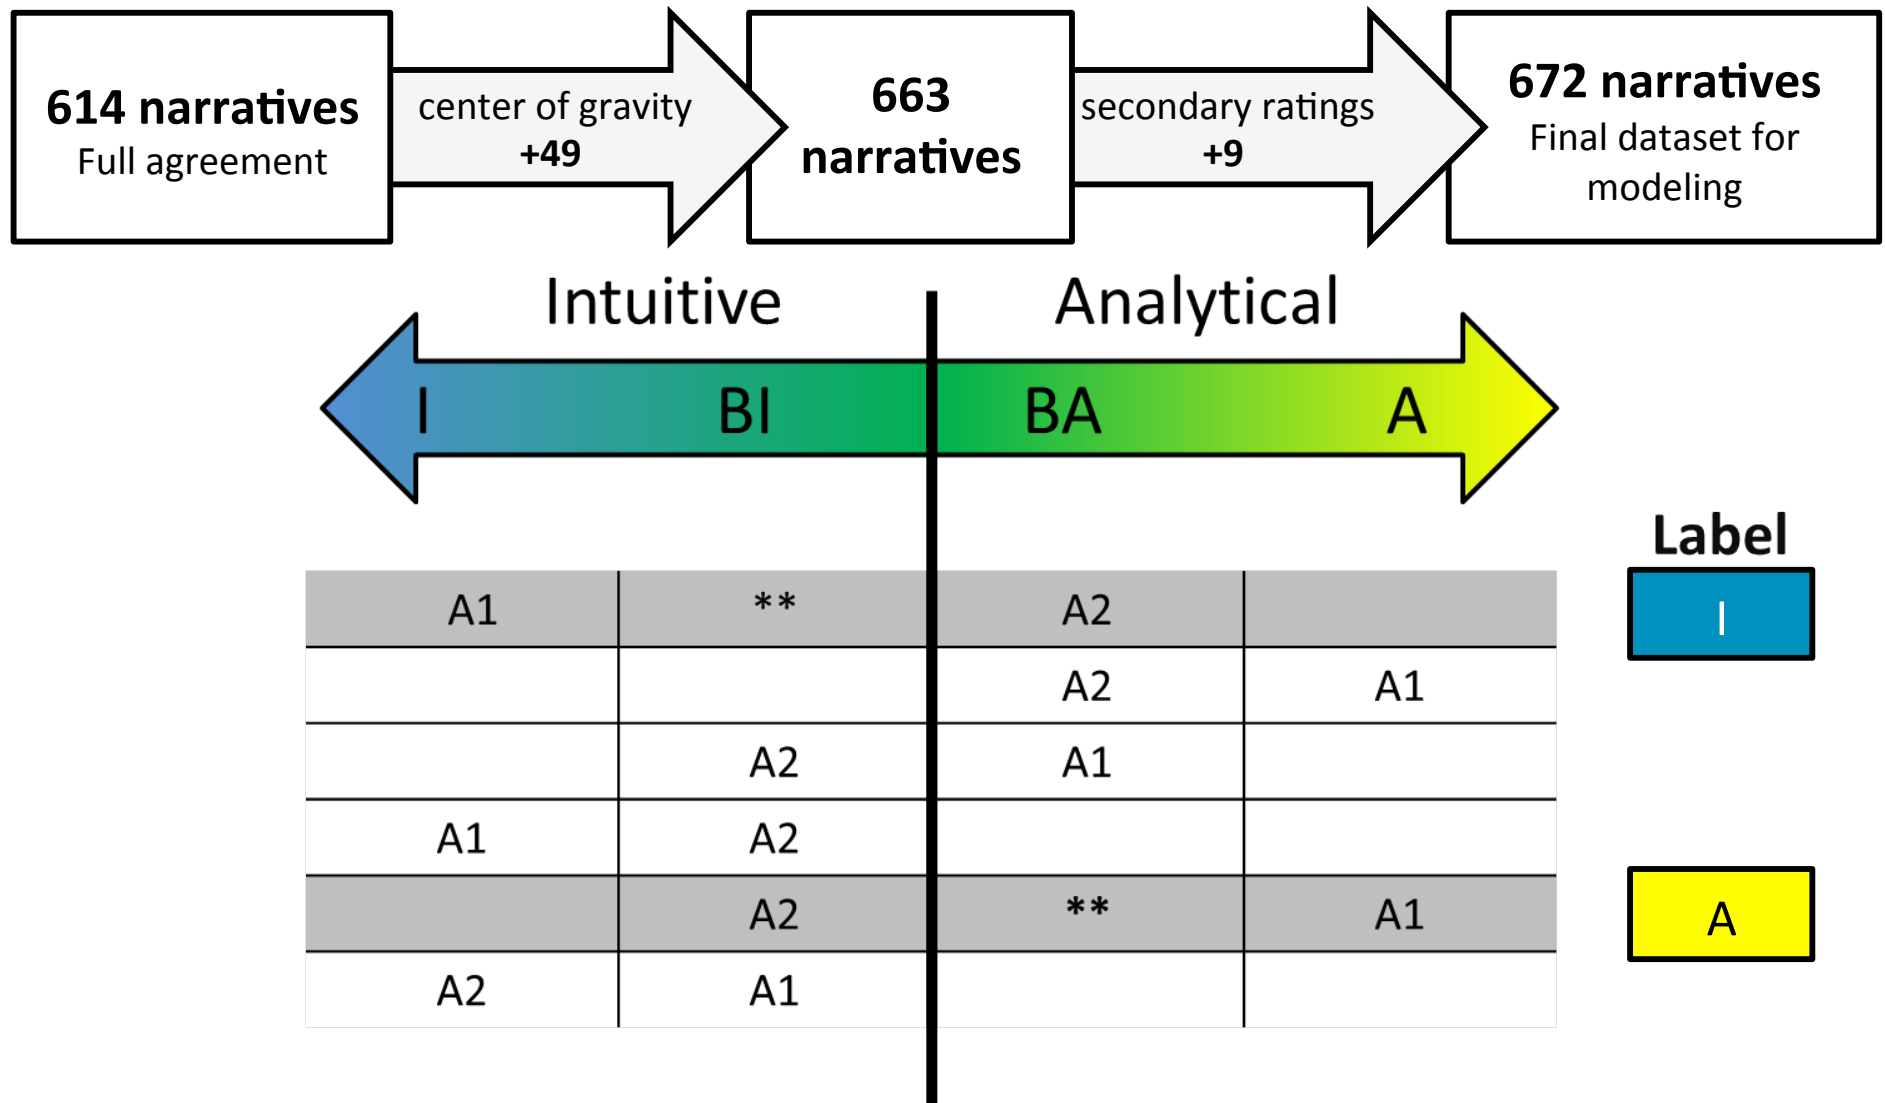 614 narratives
Full agreement
center of gravity
+49
663
narratives
secondary ratings
+9
672 narratives
Final dataset for
modeling
Intuitive Analytical
I BI BA A
Label
A1 ** A2
I
A2 A1
A2 A1
A1 A2
A2 ** A1
A
A2 A1